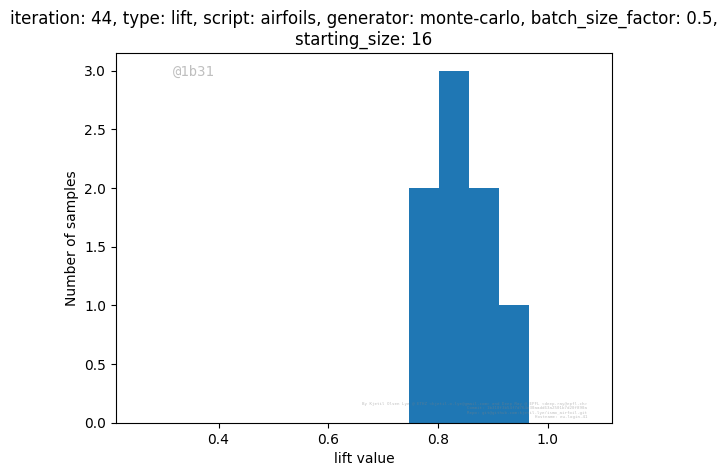 iteration: 44, type: lift, script: airfoils, generator: monte-carlo, batch_size_factor: 0.5,
starting_size: 16
@1b31
3.0
2.5
2.0
1.5
1.0
0.5
0.0
Number of samples
0.4 0.6 0.8 1.0
lift value